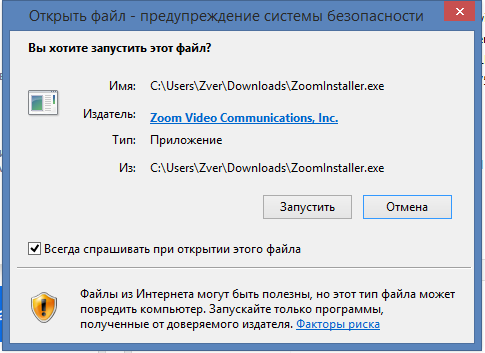 Открыть файл - предупреждение системы безопасности
Вы хотите запустить этот файл?
Имя: C:\Users\Zver\Downloads\ZoomInstaller.exe
Издатель: Zoom Video Communications, Inc.
Тип: Приложение
Из: C:\Users\Zver\Downloads\ZoomInstaller.exe
Запустить Отмена
Всегда спрашивать при открытии этого файла
Файлы из Интернета могут быть полезны, но этот тип файла может
повредить компьютер. Запускайте только программы,
полученные от доверяемого издателя. Факторы риска